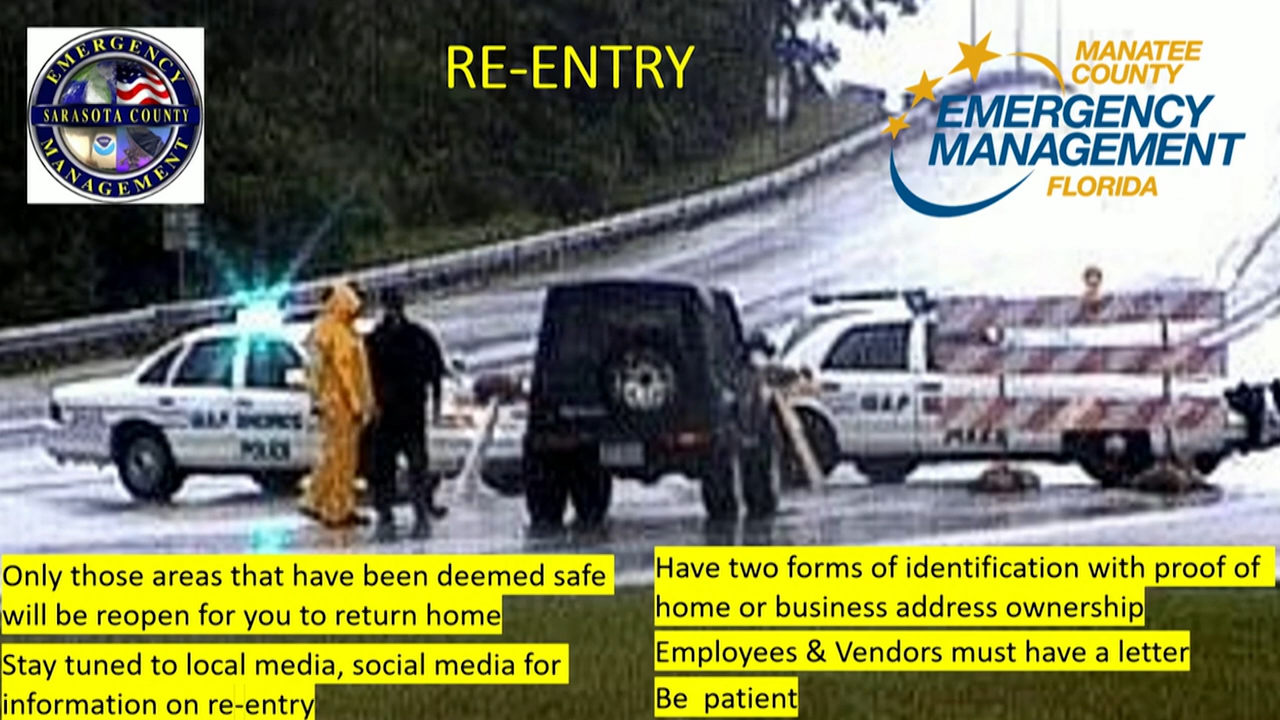 RE-ENTRY
EMERGENCY
SARASOTA COUNTY
MANAGEMENT
MANATEE
COUNTY
EMERGENCY
MANAGEMENT
FLORIDA
POLICE
Only those areas that have been deemed safe
will be reopen for you to return home
Stay tuned to local media, social media for
information on re-entry
Have two forms of identification with proof of
home or business address ownership
Employees & Vendors must have a letter
Be patient